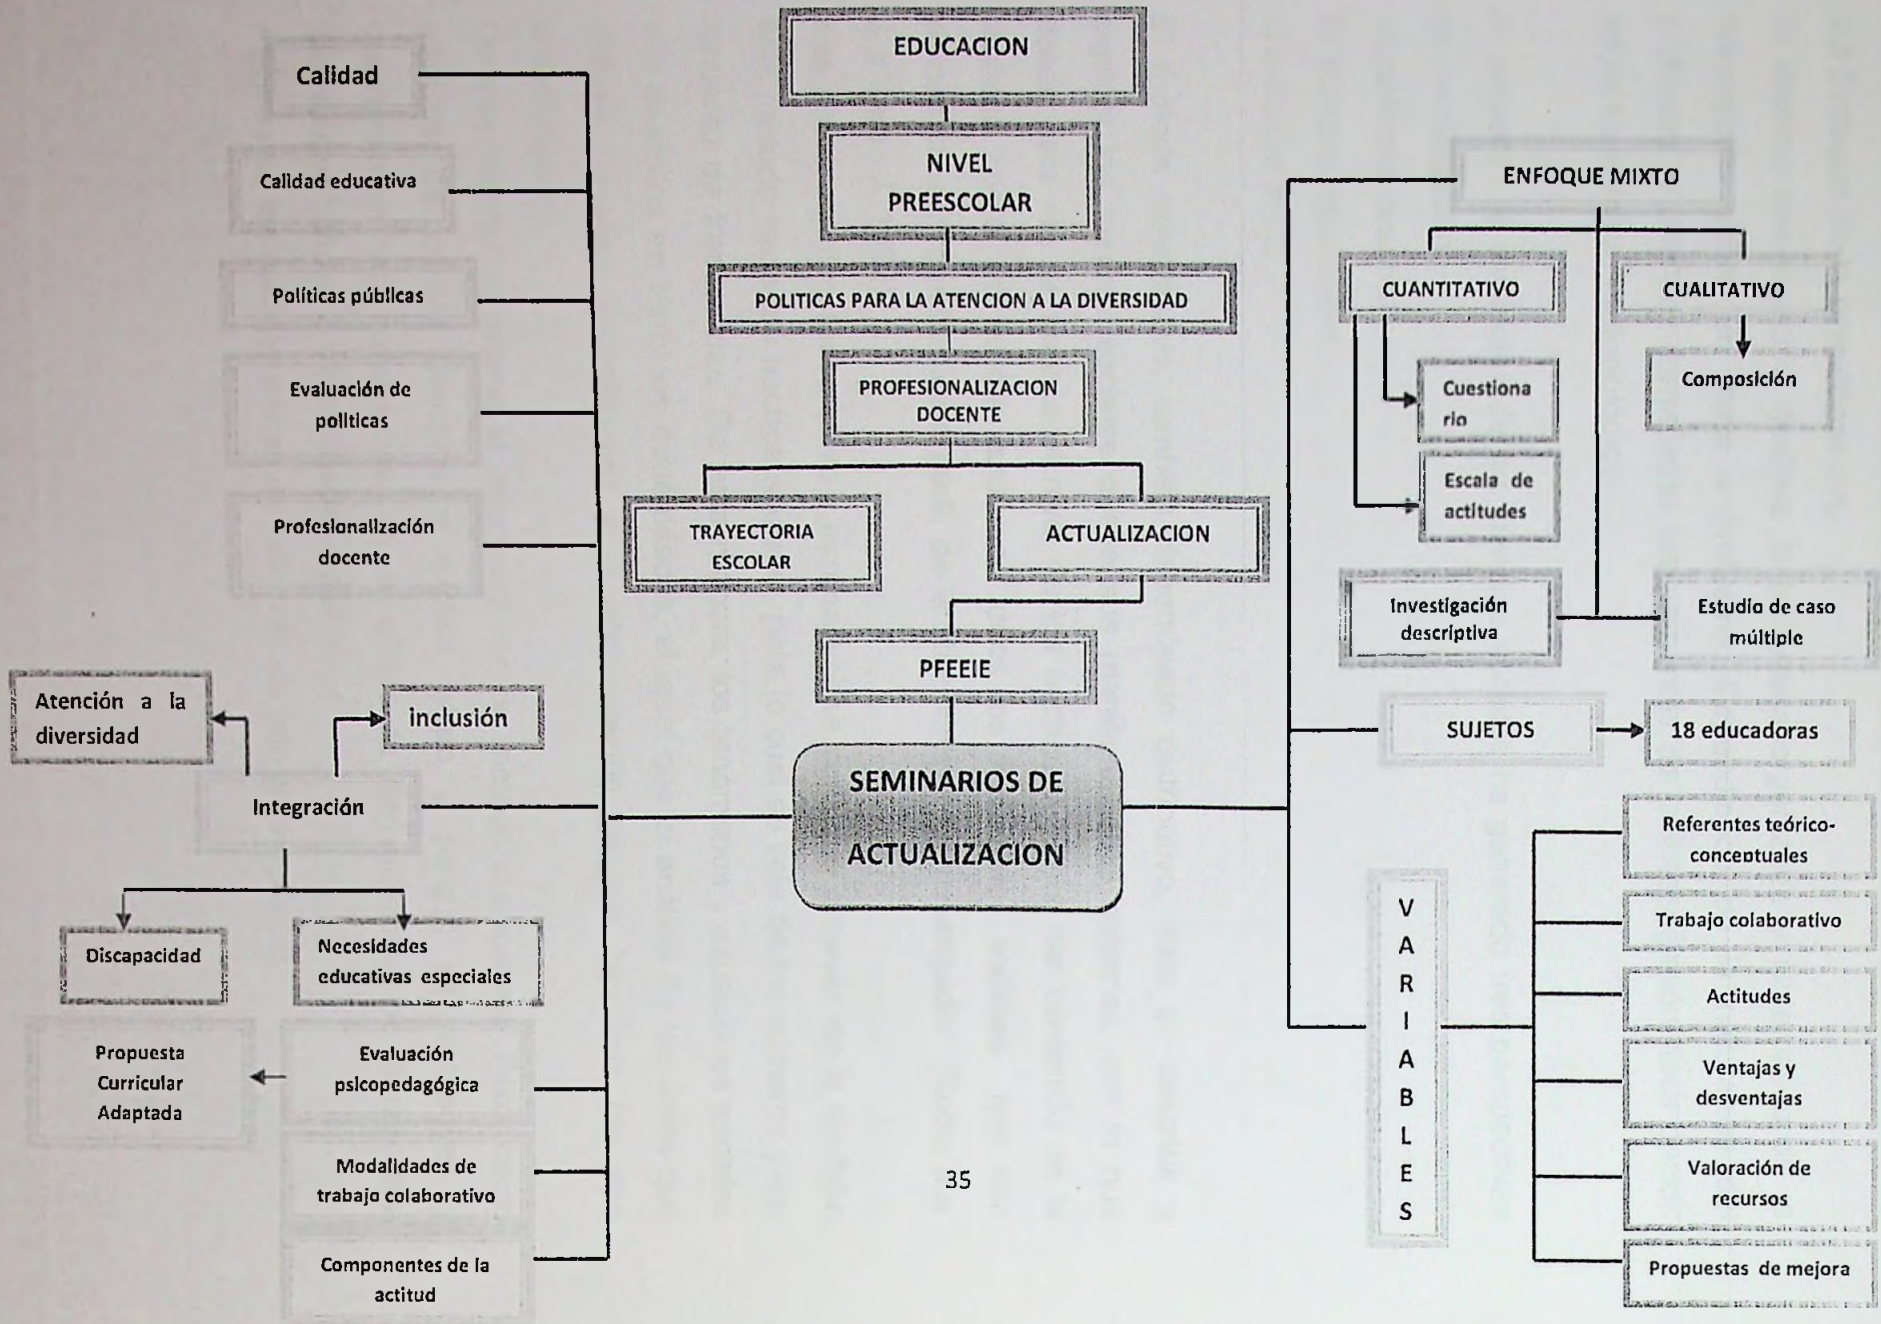 EDUCACION
NIVEL
PREESCOLAR
POLITICAS PARA LA ATENCION A LA DIVERSIDAD
PROFESIONALIZACION
DOCENTE
TRAYECTORIA
ESCOLAR
ACTUALIZACION
PFEEIE
SEMINARIOS DE
ACTUALIZACION
Calidad
Calidad educativa
Políticas públicas
Evaluación de
políticas
Profesionalización
docente
Atención a la
diversidad
inclusión
Integración
Discapacidad
Necesidades
educativas especiales
Propuesta
Curricular
Adaptada
Evaluación
psicopedagógica
Modalidades de
trabajo colaborativo
Componentes de la
actitud
ENFOQUE MIXTO
CUANTITATIVO
CUALITATIVO
Cuestiona
rio
Composición
Escala de
actitudes
Investigación
descriptiva
Estudio de caso
múltiple
SUJETOS
18 educadoras
V
A
R
I
A
B
L
E
S
Referentes teórico-
conceptuales
Trabajo colaborativo
Actitudes
Ventajas y
desventajas
Valoración de
recursos
Propuestas de mejora
35